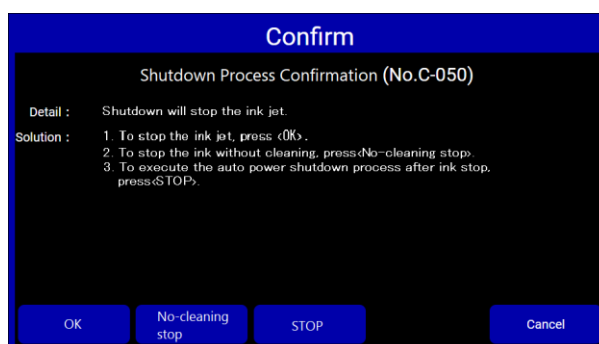 Confirm
Shutdown Process Confirmation (No.C-050)
Detail : Shutdown will stop the ink jet.
Solution : 1. To stop the ink jet, press <OK>.
2. To stop the ink without cleaning, press<No-cleaning stop>.
3. To execute the auto power shutdown process after ink stop,
press<STOP>.
OK
No-cleaning
stop
STOP
Cancel